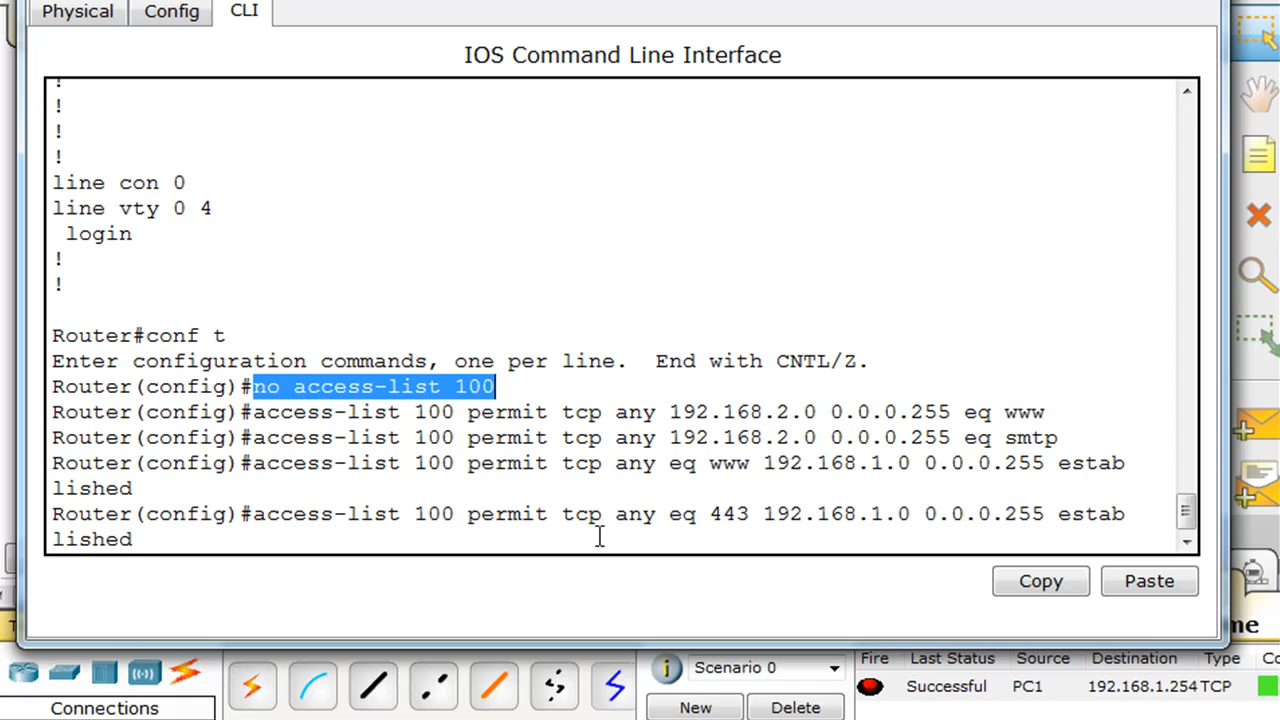 Physical
Config
CLI
IOS Command Line Interface
!
!
!
!
line con 0
line vty 0 4
login
!
!
Router#conf t
Enter configuration commands, one per line. End with CNTL/Z.
Router(config)#no access-list 100
Router(config)#access-list 100 permit tcp any 192.168.2.0 0.0.0.255 eq www
Router(config)#access-list 100 permit tcp any 192.168.2.0 0.0.0.255 eq smtp
Router(config)#access-list 100 permit tcp any eq www 192.168.1.0 0.0.0.255 estab
lished
Router(config)#access-list 100 permit tcp any eq 443 192.168.1.0 0.0.0.255 estab
lished
Copy
Paste
Connections
Scenario 0
New
Delete
Fire Last Status Source Destination Type
Successful PC1 192.168.1.254 TCP